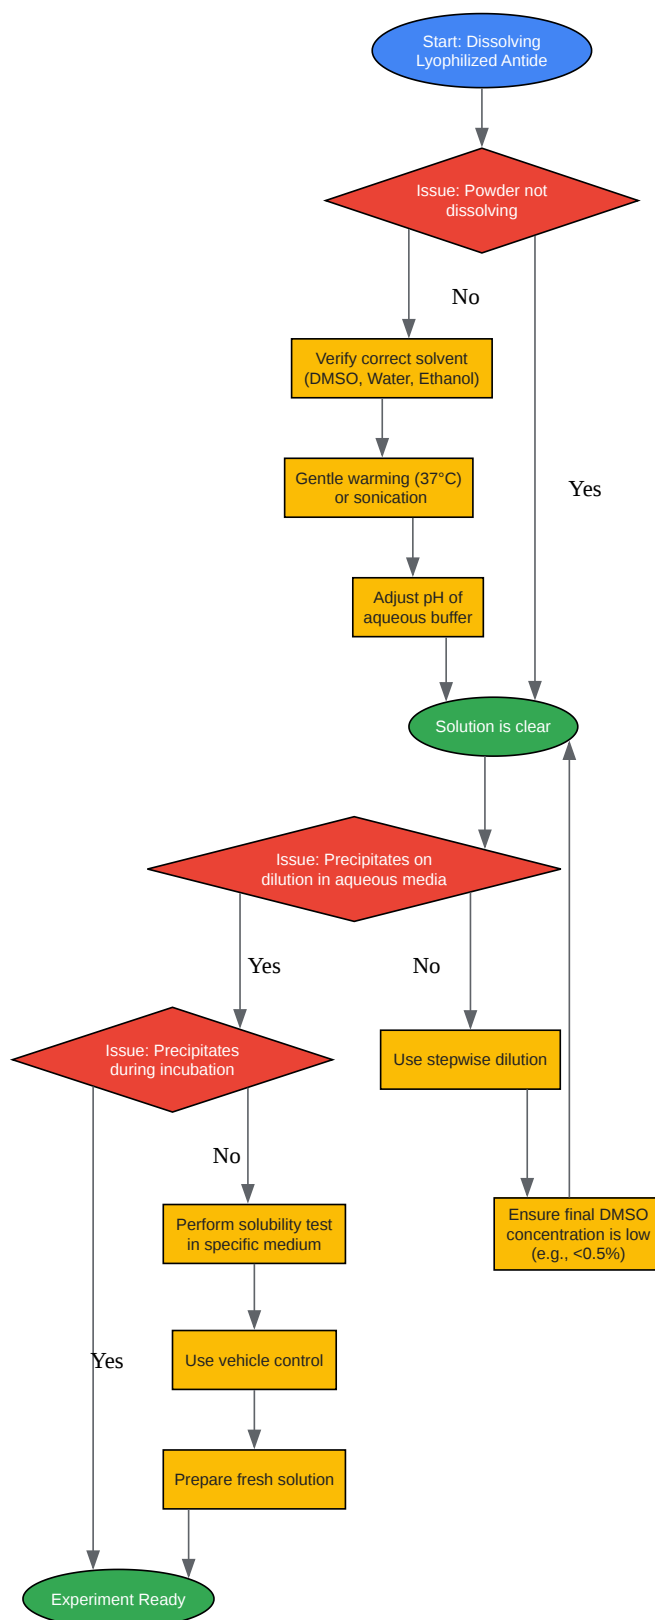 Start: Dissolving
Lyophilized Antide
Issue: Powder not
dissolving
No
Verify correct solvent
(DMSO, Water, Ethanol)
Gentle warming (37°C)
or sonication
Yes
Adjust pH of
aqueous buffer
Solution is clear
Issue: Precipitates on
dilution in aqueous media
Yes
No
Issue: Precipitates
during incubation
Use stepwise dilution
No
Perform solubility test
in specific medium
Ensure final DMSO
concentration is low
(e.g., <0.5%)
Yes
Use vehicle control
Prepare fresh solution
Experiment Ready